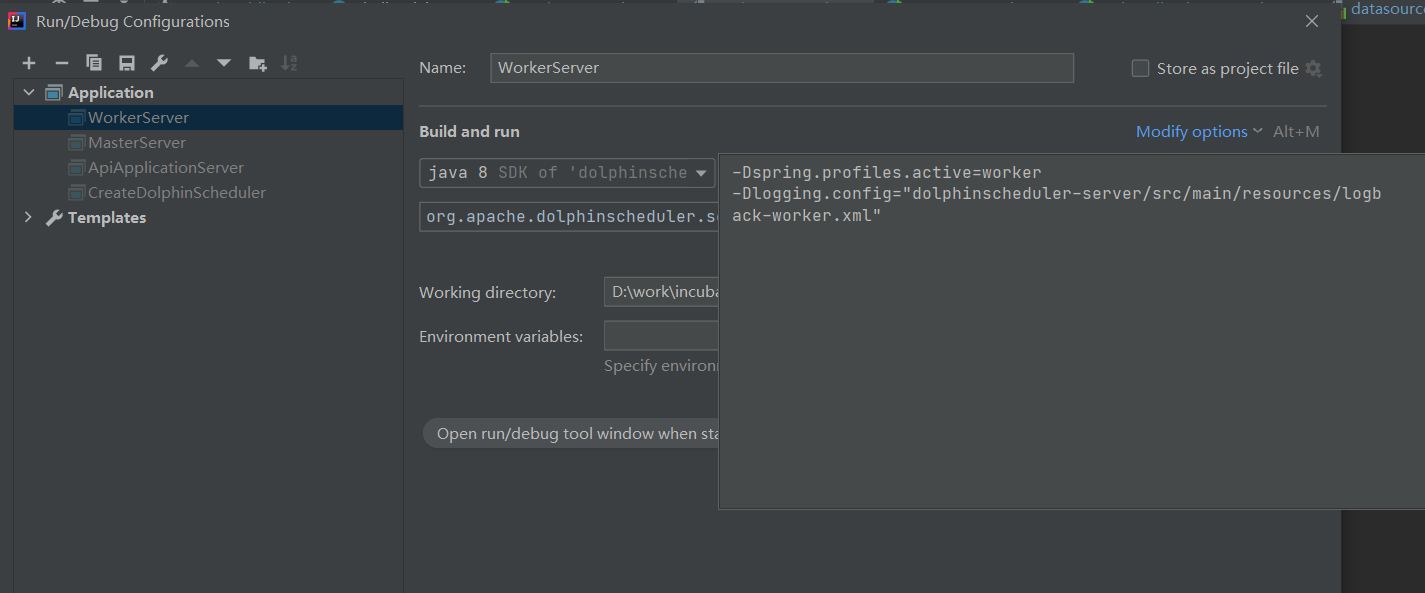 Run/Debug Configurations
datasourc
Name: WorkerServer Store as project file
Application
WorkerServer
MasterServer
ApiApplicationServer
CreateDolphinScheduler
Templates
Build and run Modify options Alt+M
java 8 SDK of 'dolphinsche
org.apache.dolphinscheduler.s
-Dspring.profiles.active=worker
-Dlogging.config="dolphinscheduler-server/src/main/resources/logb
ack-worker.xml"
Working directory: D:\work\incuba
Environment variables:
Specify environ
Open run/debug tool window when sta